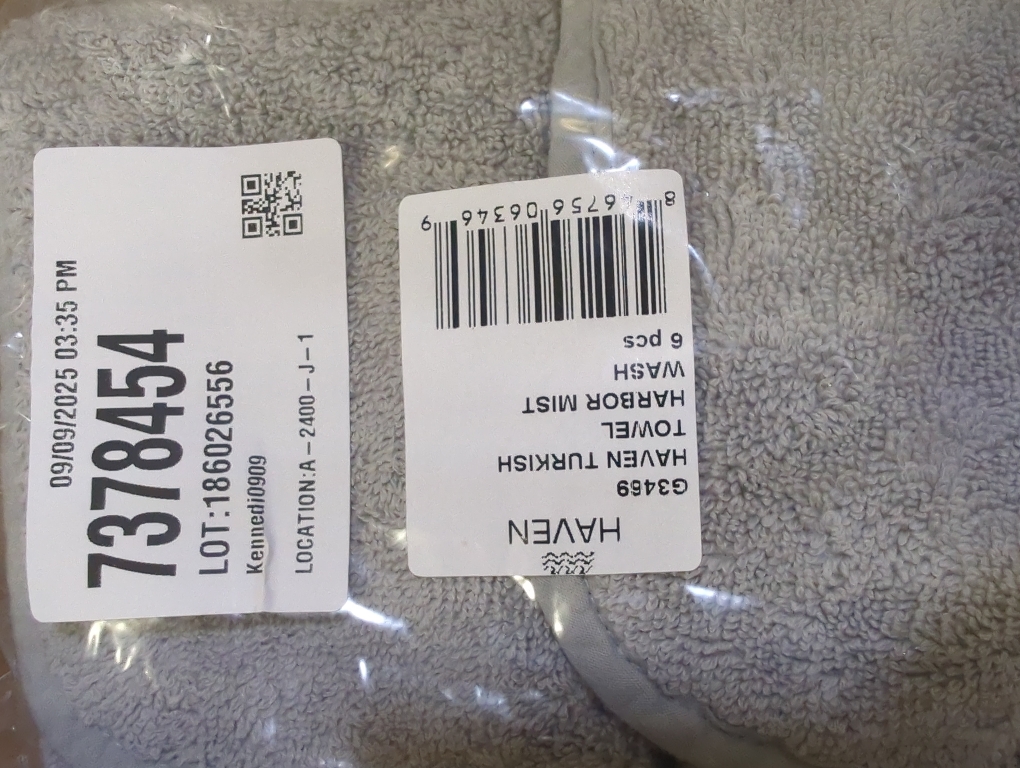 09/09/2025 03:35 PM
7378454
LOT:186026556
Kennedi0909
LOCATION:A-2400-J-1
HAVEN
G3469
HAVEN TURKISH
TOWEL
HARBOR MIST
WASH
6 pcs
8 46756 06346 9